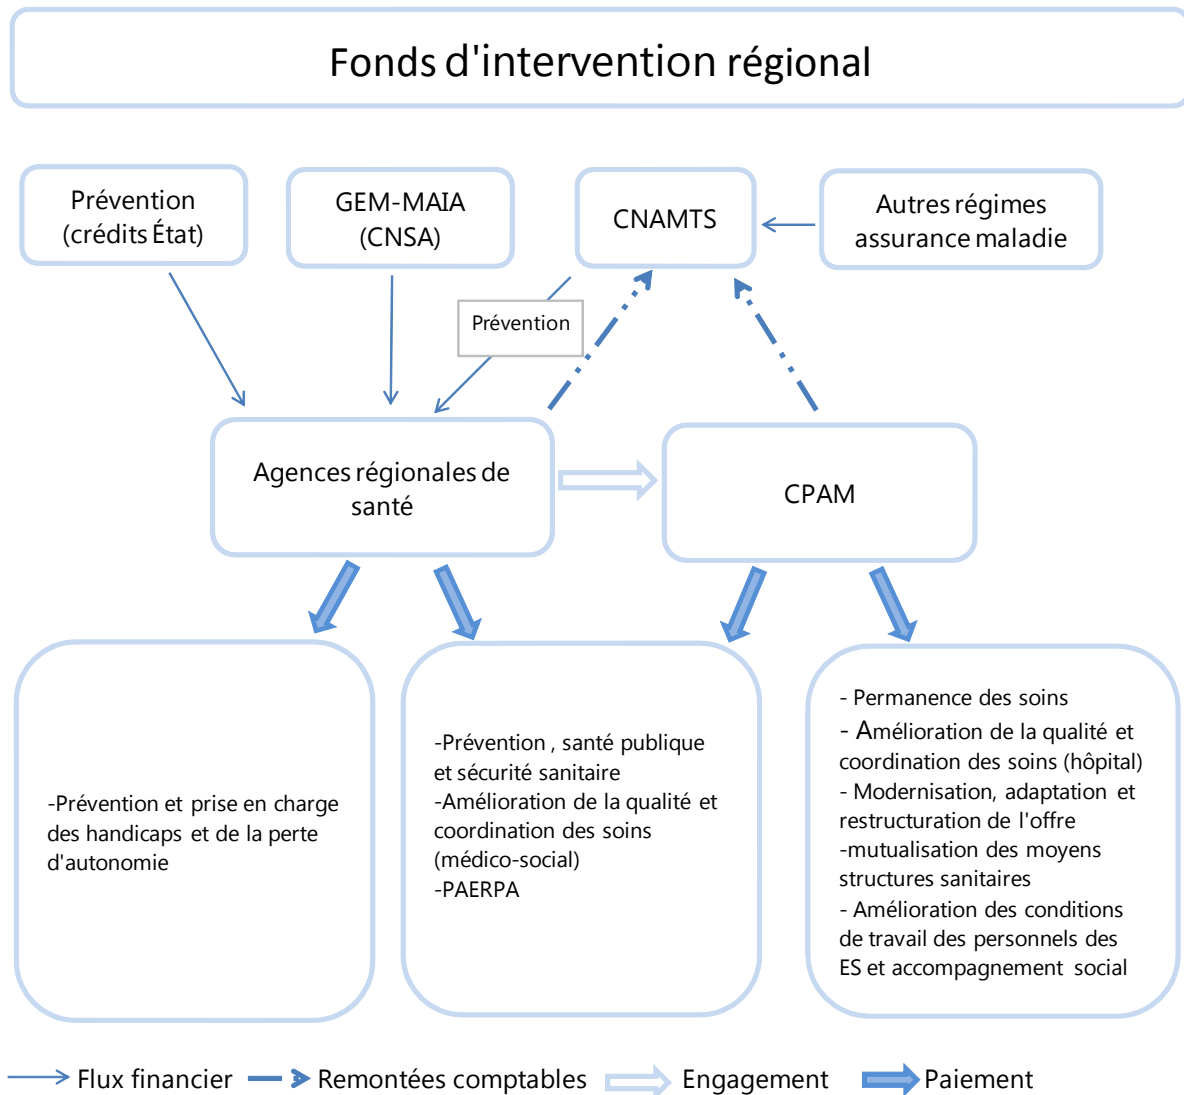 Fonds d'intervention régional
Prévention
(crédits État)
GEM-MAIA
(CNSA)
CNAMTS
Autres régimes
assurance maladie
Prévention
Agences régionales de
santé
CPAM
-Prévention et prise en charge
des handicaps et de la perte
d'autonomie
-Prévention , santé publique
et sécurité sanitaire
-Amélioration de la qualité et
coordination des soins
(médico-social)
-PAERPA
- Permanence des soins
- Amélioration de la qualité et
coordination des soins (hôpital)
- Modernisation, adaptation et
restructuration de l'offre
-mutualisation des moyens
structures sanitaires
- Amélioration des conditions
de travail des personnels des
ES et accompagnement social
Flux financier
Remontées comptables
Engagement
Paiement